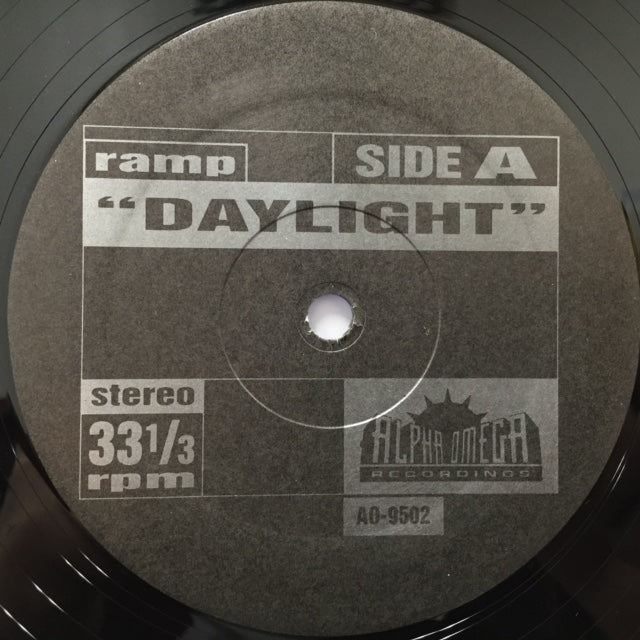 ramp
SIDE A
“DAYLIGHT”
stereo
33 1/3
rpm
ALPHA OMEGA
RECORDINGS
AO-9502